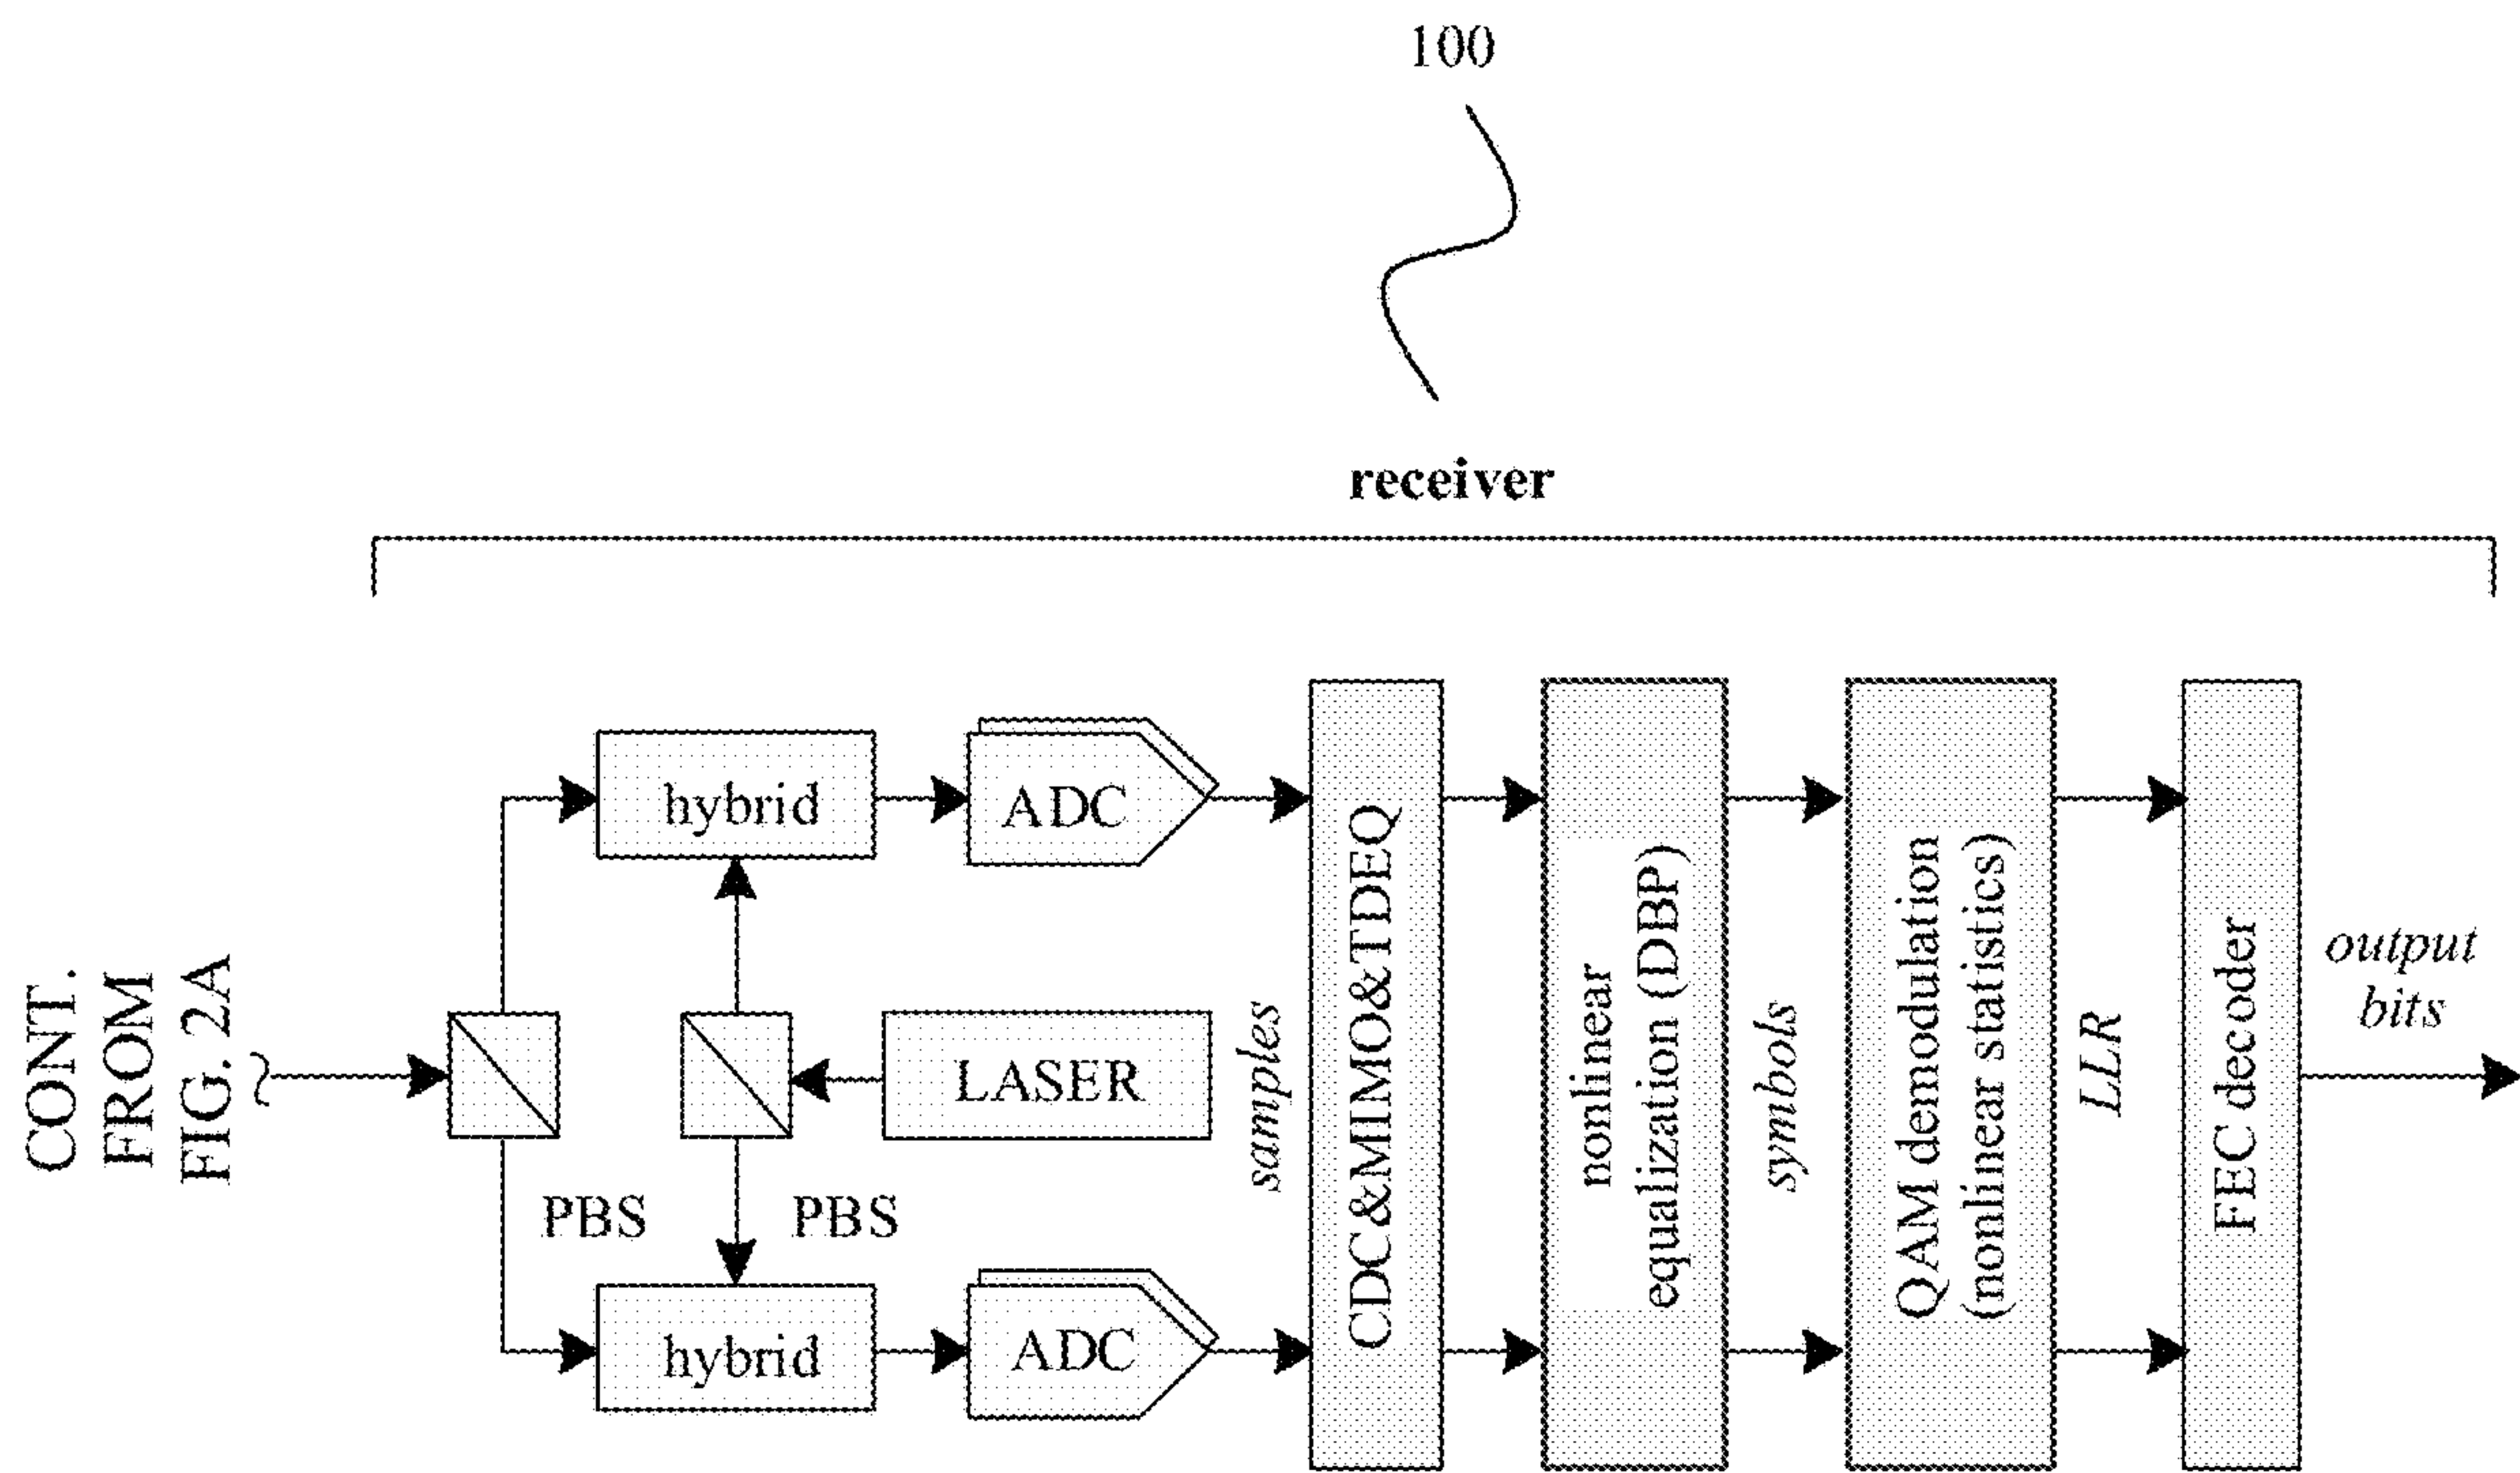 100
receiver
CONT.
FROM
FIG. 2A
PBS
hybrid
hybrid
PBS
LASER
ADC
ADC
samples
CDC&MIMO&TDEQ
nonlinear
equalization (DBP)
symbols
QAM demodulation
(nonlinear statistics)
LLR
FEC decoder
output
bits